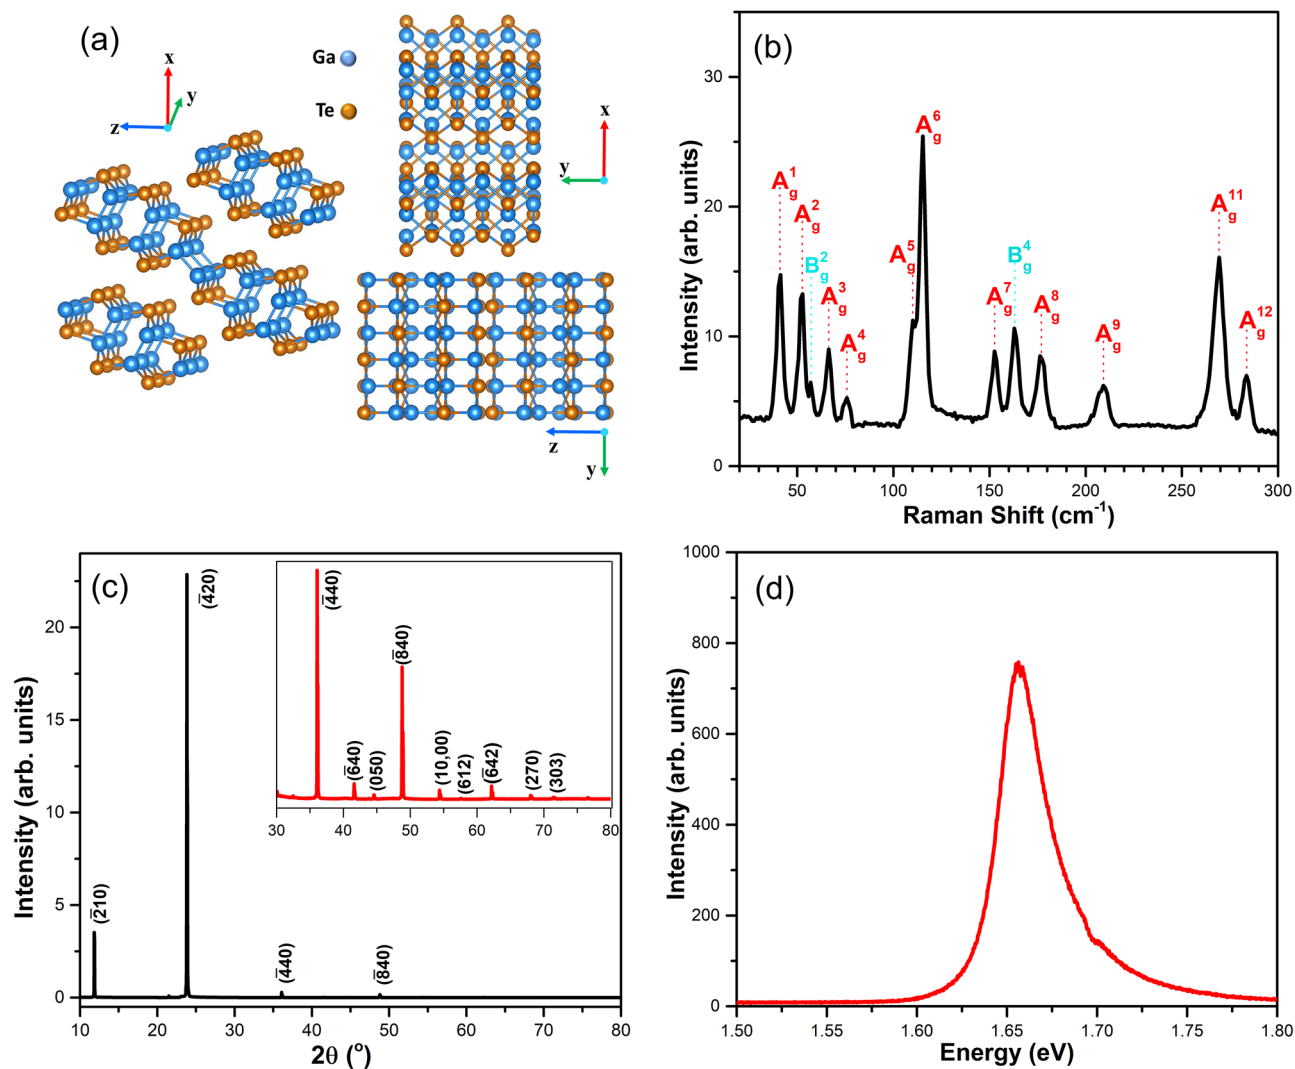 (a)
Ga
Te
x
y
z
x
y
z
y
(b)
Intensity (arb. units)
30
20
10
0
A_g^1
A_g^2
B_g^2
A_g^3
A_g^4
A_g^5
A_g^6
A_g^7
B_g^4
A_g^8
A_g^9
A_g^11
A_g^12
50 100 150 200 250 300
Raman Shift (cm⁻¹)
(c)
Intensity (arb. units)
20
15
10
5
0
(2̅10)
(4̅20)
(4̅40)
(8̅40)
10 20 30 40 50 60 70 80
2θ (°)
(4̅40)
(6̅40)
(050)
(8̅40)
(10,00)
(612)
(6̅42)
(270)
(303)
30 40 50 60 70 80
(d)
Intensity (arb. units)
1000
800
600
400
200
0
1.50 1.55 1.60 1.65 1.70 1.75 1.80
Energy (eV)